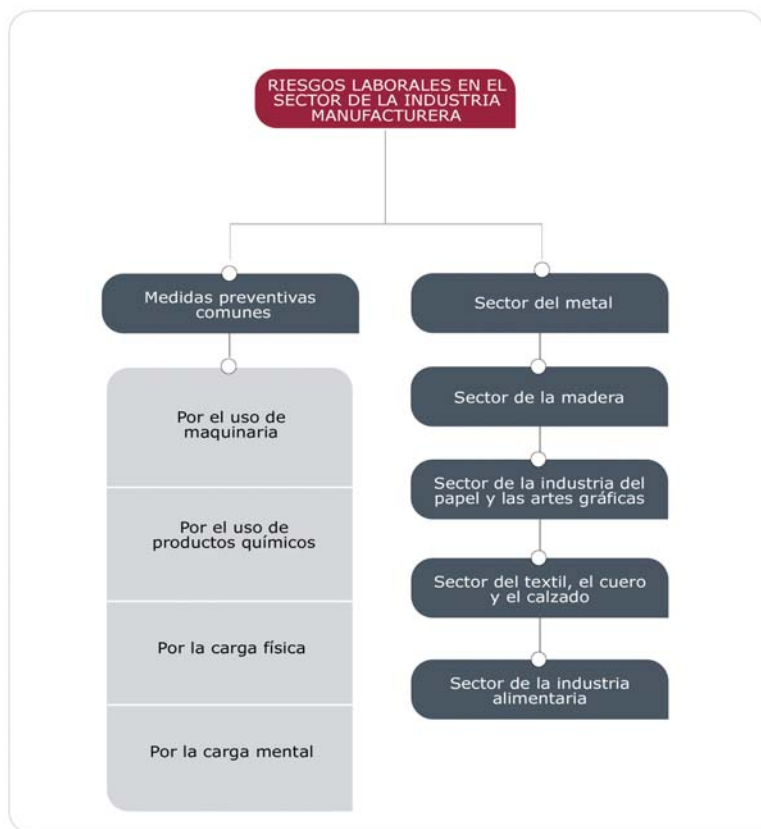 RIESGOS LABORALES EN EL
SECTOR DE LA INDUSTRIA
MANUFACTURERA
Medidas preventivas
comunes
Por el uso de
maquinaria
Por el uso de
productos químicos
Por la carga física
Por la carga mental
Sector del metal
Sector de la madera
Sector de la industria del
papel y las artes gráficas
Sector del textil, el cuero
y el calzado
Sector de la industria
alimentaria